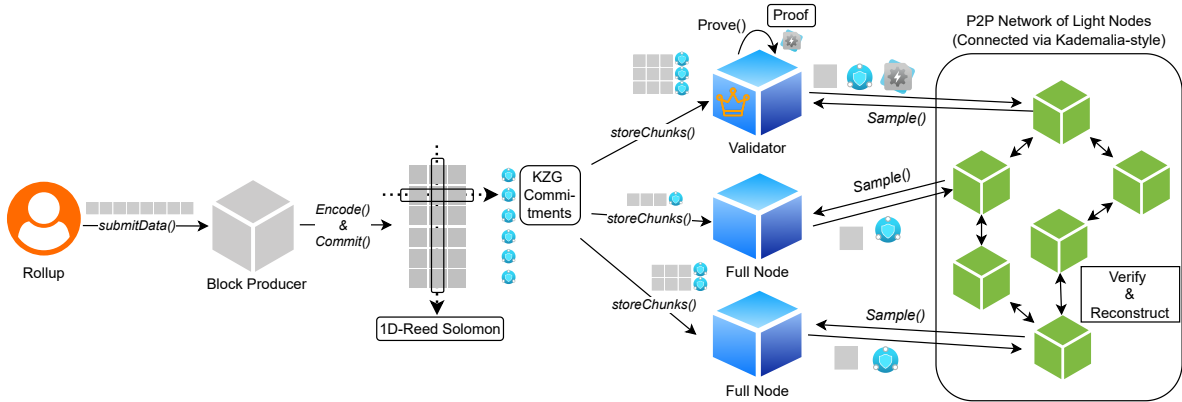 Proof
Prove()
P2P Network of Light Nodes
(Connected via Kademalia-style)
storeChunks()
Validator
Sample()
Rollup
submitData()
Block Producer
Encode()
&
Commit()
1D-Reed Solomon
KZG
Commi-
tments
storeChunks()
Full Node
Sample()
storeChunks()
Full Node
Sample()
Verify
&
Reconstruct